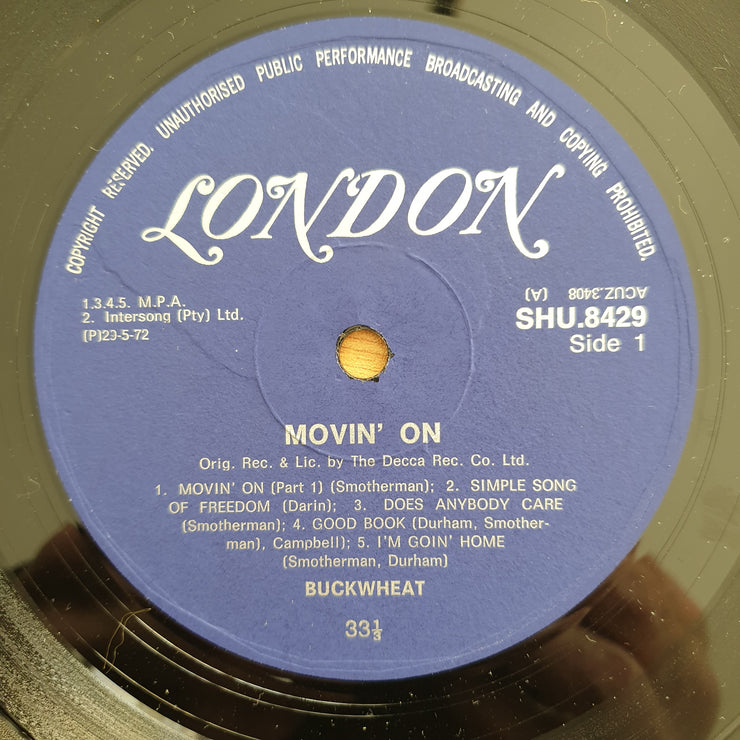 COPYRIGHT RESERVED. UNAUTHORISED PUBLIC PERFORMANCE BROADCASTING AND COPYING PROHIBITED.
LONDON
1.3.4.5. M.P.A.
2. Intersong (Pty) Ltd.
(P)29-5-72
ACUZ.3408 (A)
SHU.8429
Side 1
MOVIN' ON
Orig. Rec. & Lic. by The Decca Rec. Co. Ltd.
1. MOVIN' ON (Part 1) (Smotherman); 2. SIMPLE SONG
OF FREEDOM (Darin); 3. DOES ANYBODY CARE
(Smotherman); 4. GOOD BOOK (Durham, Smother-
man), Campbell); 5. I'M GOIN' HOME
(Smotherman, Durham)
BUCKWHEAT
33⅓